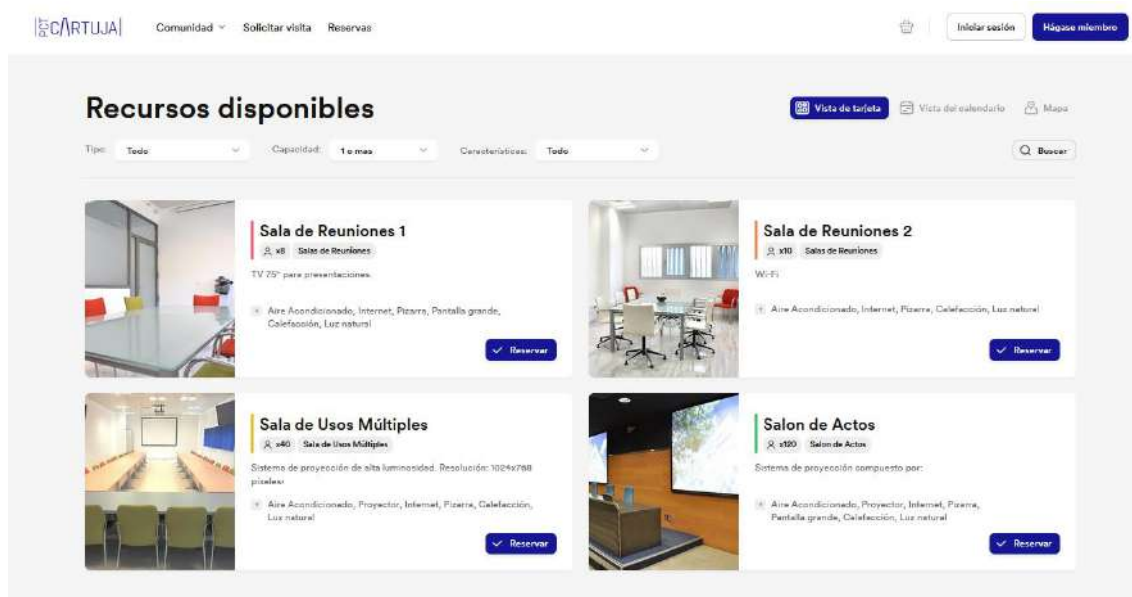 PCT CARTUJA
Comunidad
Solicitar visita
Reservas
Iniciar sesión
Hágase miembro
Recursos disponibles
Vista de tarjeta
Vista del calendario
Mapa
Tipo: Todo
Capacidad: 1 o mas
Características: Todo
Buscar
Sala de Reuniones 1
x8 Salas de Reuniones
TV 75" para presentaciones.
Aire Acondicionado, Internet, Pizarra, Pantalla grande,
Calefacción, Luz natural
Reservar
Sala de Reuniones 2
x10 Salas de Reuniones
Wi-Fi
Aire Acondicionado, Internet, Pizarra, Calefacción, Luz natural
Reservar
Sala de Usos Múltiples
x40 Sala de Usos Múltiples
Sistema de proyección de alta luminosidad. Resolución: 1024x768
píxeles:
Aire Acondicionado, Proyector, Internet, Pizarra, Calefacción,
Luz natural
Reservar
Salon de Actos
x120 Salon de Actos
Sistema de proyección compuesto por:
Aire Acondicionado, Proyector, Internet, Pizarra,
Pantalla grande, Calefacción, Luz natural
Reservar